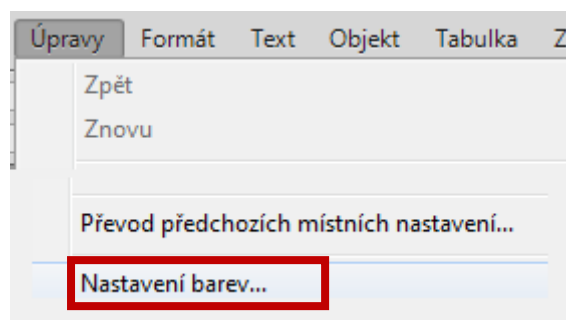 Úpravy Formát Text Objekt Tabulka Z
Zpět
Znovu
Převod předchozích místních nastavení...
Nastavení barev...